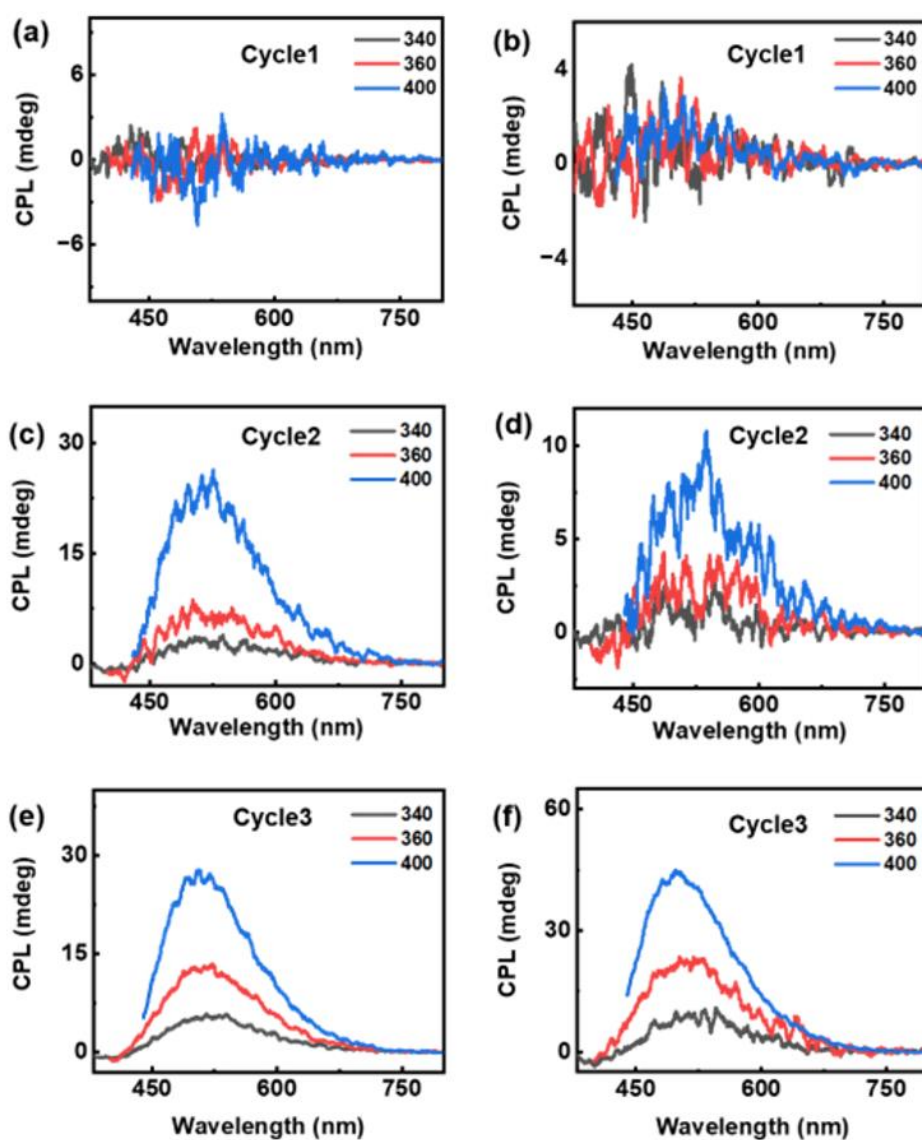 (a)
Cycle1
340
360
400
9
0
−6
CPL (mdeg)
450
600
750
Wavelength (nm)
(b)
Cycle1
340
360
400
4
0
−4
CPL (mdeg)
450
600
750
Wavelength (nm)
(c)
Cycle2
340
360
400
30
15
0
CPL (mdeg)
450
600
750
Wavelength (nm)
(d)
Cycle2
340
360
400
10
5
0
CPL (mdeg)
450
600
750
Wavelength (nm)
(e)
Cycle3
340
360
400
30
15
0
CPL (mdeg)
450
600
750
Wavelength (nm)
(f)
Cycle3
340
360
400
60
30
0
CPL (mdeg)
450
600
750
Wavelength (nm)